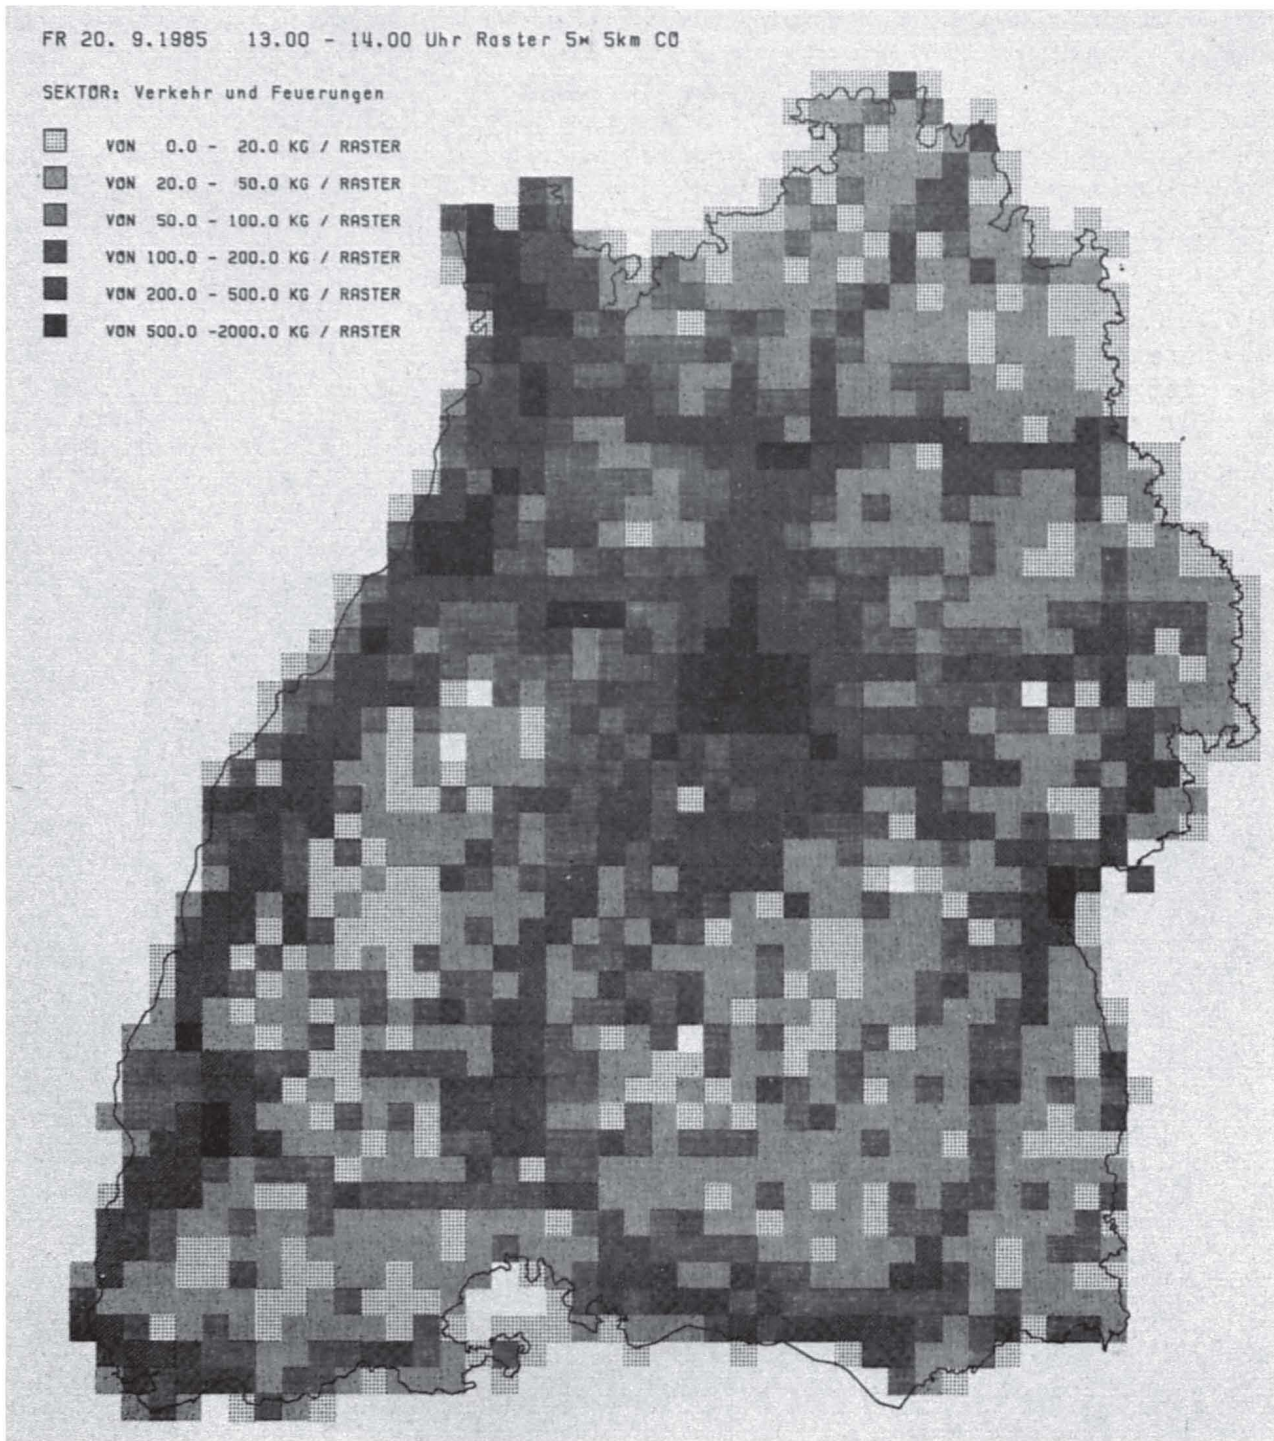 FR 20. 9.1985 13.00 - 14.00 Uhr Raster 5* 5km CO
SEKTOR: Verkehr und Feuerungen
VON 0.0 - 20.0 KG / RASTER
VON 20.0 - 50.0 KG / RASTER
VON 50.0 - 100.0 KG / RASTER
VON 100.0 - 200.0 KG / RASTER
VON 200.0 - 500.0 KG / RASTER
VON 500.0 -2000.0 KG / RASTER